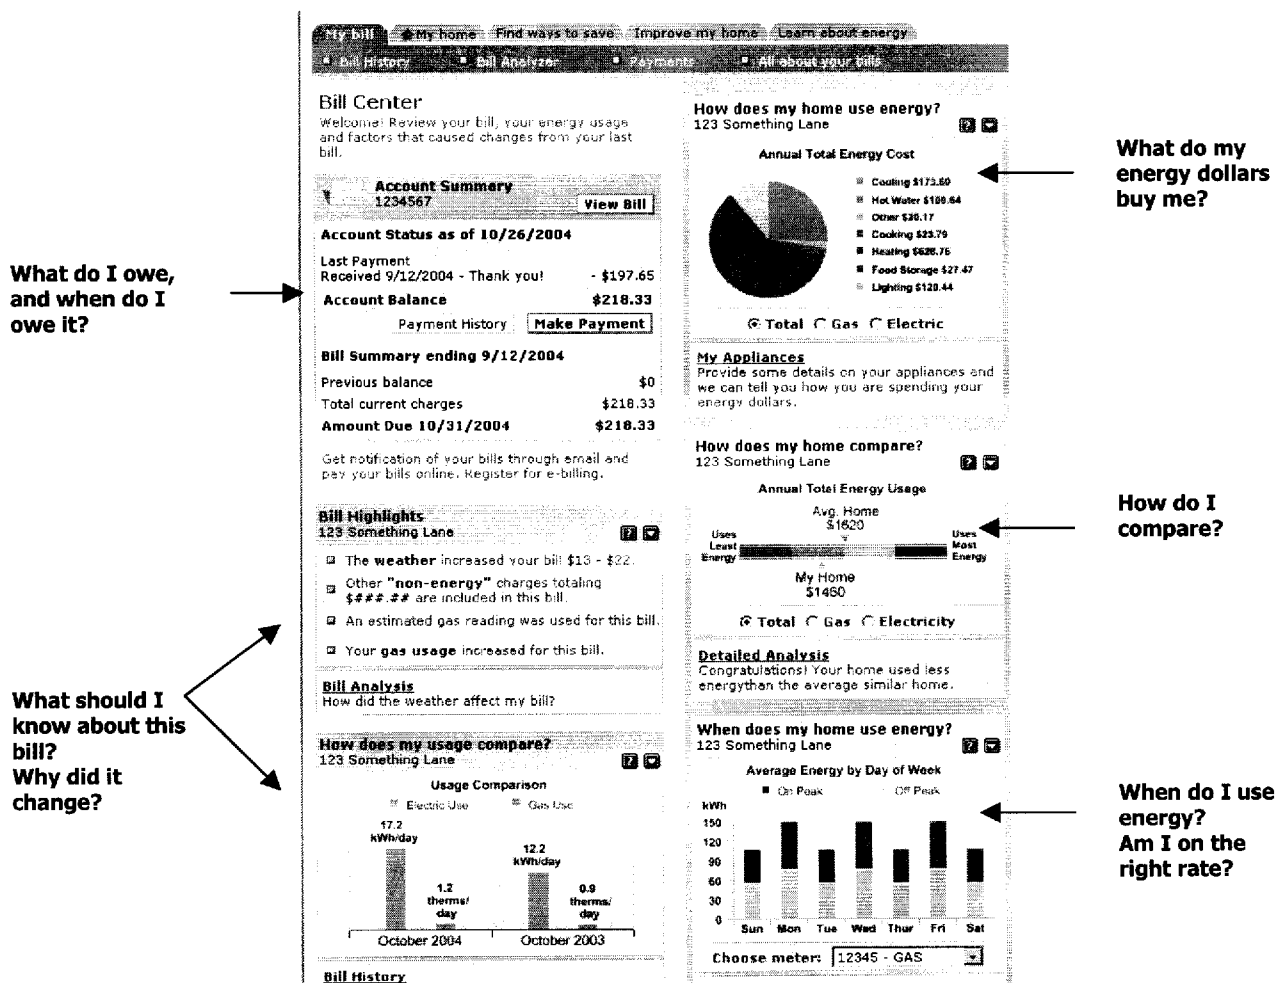 My bill
My home
Find ways to save
Improve my home
Learn about energy
Bill History
Bill Analyzer
Payments
All about your bills
Bill Center
Welcome! Review your bill, your energy usage
and factors that caused changes from your last
bill.
Account Summary
1234567
View Bill
Account Status as of 10/26/2004
Last Payment
Received 9/12/2004 - Thank you! - $197.65
Account Balance $218.33
Payment History Make Payment
Bill Summary ending 9/12/2004
Previous balance $0
Total current charges $218.33
Amount Due 10/31/2004 $218.33
Get notification of your bills through email and
pay your bills online. Register for e-billing.
Bill Highlights
123 Something Lane
The weather increased your bill $13 - $22.
Other "non-energy" charges totaling
$###.## are included in this bill.
An estimated gas reading was used for this bill.
Your gas usage increased for this bill.
Bill Analysis
How did the weather affect my bill?
How does my usage compare?
123 Something Lane
Usage Comparison
Electric Use Gas Use
17.2
kWh/day
1.2
therms/
day
12.2
kWh/day
0.9
therms/
day
October 2004 October 2003
Bill History
How does my home use energy?
123 Something Lane
Annual Total Energy Cost
Cooling
Hot Water
Other
Cooking $23.79
Heating
Food Storage $27.47
Lighting $120.44
Total Gas Electric
My Appliances
Provide some details on your appliances and
we can tell you how you are spending your
energy dollars.
How does my home compare?
123 Something Lane
Annual Total Energy Usage
Avg. Home
$1620
Uses
Least
Energy
Uses
Most
Energy
My Home
$1460
Total Gas Electricity
Detailed Analysis
Congratulations! Your home used less
energythan the average similar home.
When does my home use energy?
123 Something Lane
Average Energy by Day of Week
On Peak Off Peak
kWh
150
120
90
60
30
0
Sun Mon Tue Wed Thur Fri Sat
Choose meter: 12345 - GAS
What do I owe,
and when do I
owe it?
What should I
know about this
bill?
Why did it
change?
What do my
energy dollars
buy me?
How do I
compare?
When do I use
energy?
Am I on the
right rate?